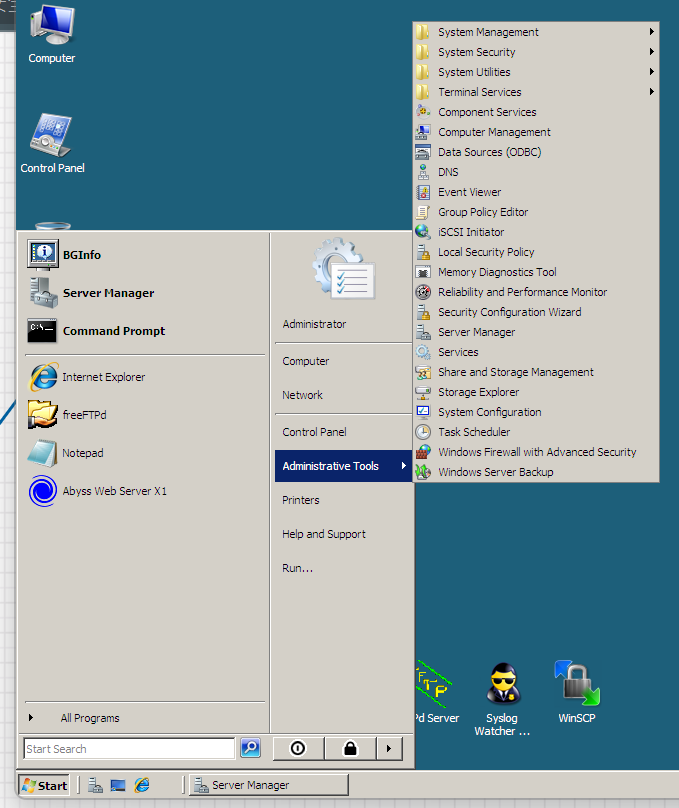 Computer
Control Panel
BGInfo
Server Manager
C:\_
Command Prompt
Internet Explorer
freeFTPd
Notepad
Abyss Web Server X1
All Programs
Start Search
Administrator
Computer
Network
Control Panel
Administrative Tools
Printers
Help and Support
Run...
System Management
System Security
System Utilities
Terminal Services
Component Services
Computer Management
Data Sources (ODBC)
DNS
Event Viewer
Group Policy Editor
iSCSI Initiator
Local Security Policy
Memory Diagnostics Tool
Reliability and Performance Monitor
Security Configuration Wizard
Server Manager
Services
Share and Storage Management
Storage Explorer
System Configuration
Task Scheduler
Windows Firewall with Advanced Security
Windows Server Backup
FTP
Pd Server
Syslog
Watcher ...
WinSCP
Start
Server Manager